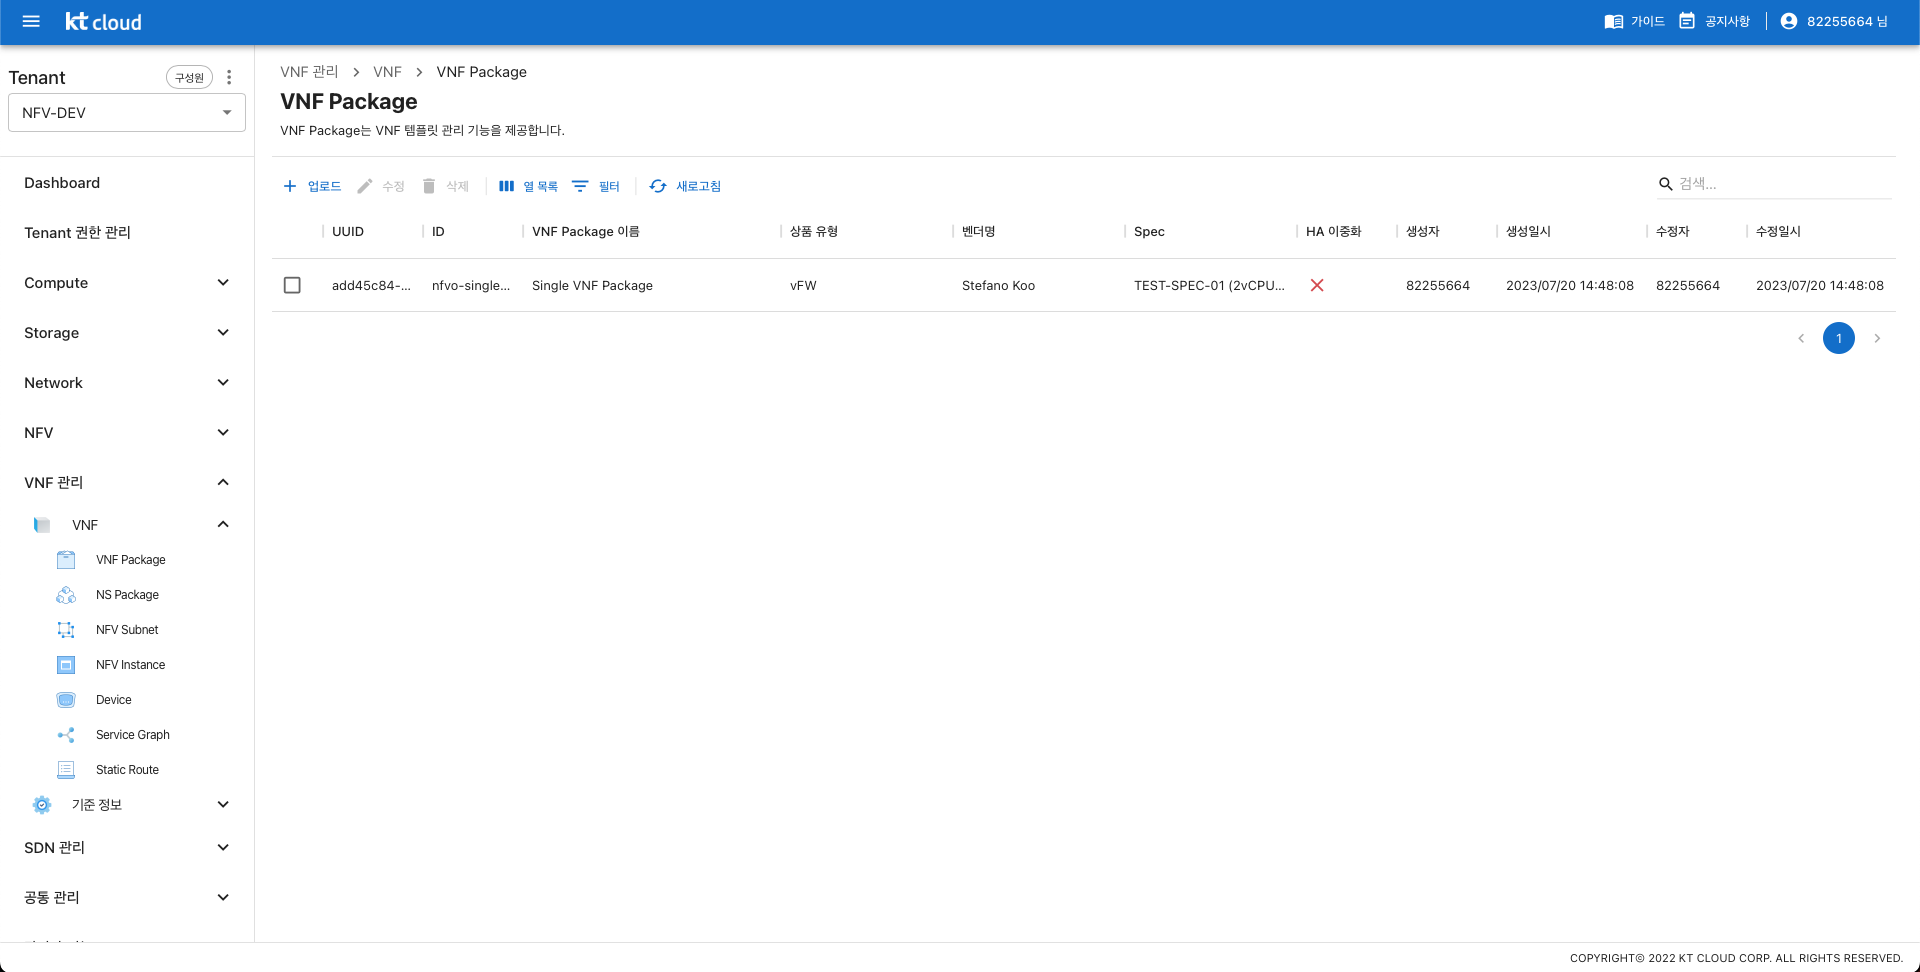 kt cloud
가이드 공지사항 82255664 님
Tenant 구성원
NFV-DEV
Dashboard
Tenant 권한 관리
Compute
Storage
Network
NFV
VNF 관리
VNF
VNF Package
NS Package
NFV Subnet
NFV Instance
Device
Service Graph
Static Route
기준 정보
SDN 관리
공통 관리
VNF 관리 > VNF > VNF Package
VNF Package
VNF Package는 VNF 템플릿 관리 기능을 제공합니다.
업로드 수정 삭제 열 목록 필터 새로고침 검색...
UUID ID VNF Package 이름 상품 유형 벤더명 Spec HA 이중화 생성자 생성일시 수정자 수정일시
add45c84-... nfvo-single... Single VNF Package vFW Stefano Koo TEST-SPEC-01 (2vCPU... 82255664 2023/07/20 14:48:08 82255664 2023/07/20 14:48:08
1
COPYRIGHT© 2022 KT CLOUD CORP. ALL RIGHTS RESERVED.